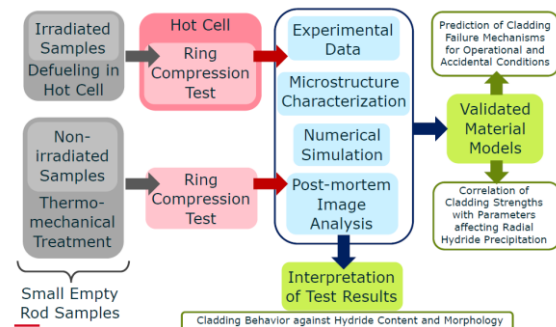 Irradiated
Samples
Defueling in
Hot Cell
Hot Cell
Ring
Compression
Test
Experimental
Data
Microstructure
Characterization
Numerical
Simulation
Post-mortem
Image
Analysis
Prediction of Cladding
Failure Mechanisms
for Operational and
Accidental Conditions
Validated
Material
Models
Correlation of
Cladding Strengths
with Parameters
affecting Radial
Hydride Precipitation
Non-
irradiated
Samples
Thermo-
mechanical
Treatment
Ring
Compression
Test
Small Empty
Rod Samples
Interpretation
of Test Results
Cladding Behavior against Hydride Content and Morphology